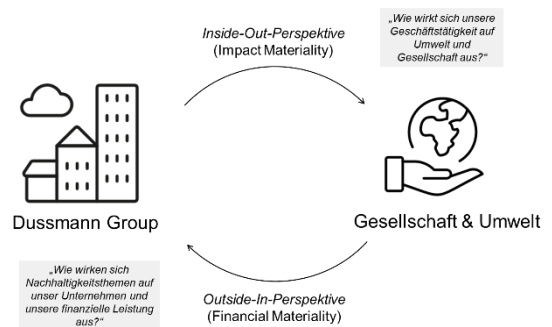 Inside-Out-Perspektive
(Impact Materiality)
„Wie wirkt sich unsere
Geschäftstätigkeit auf
Umwelt und
Gesellschaft aus?“
Dussmann Group
Gesellschaft & Umwelt
„Wie wirken sich
Nachhaltigkeitsthemen auf
unser Unternehmen und
unsere finanzielle Leistung
aus?“
Outside-In-Perspektive
(Financial Materiality)